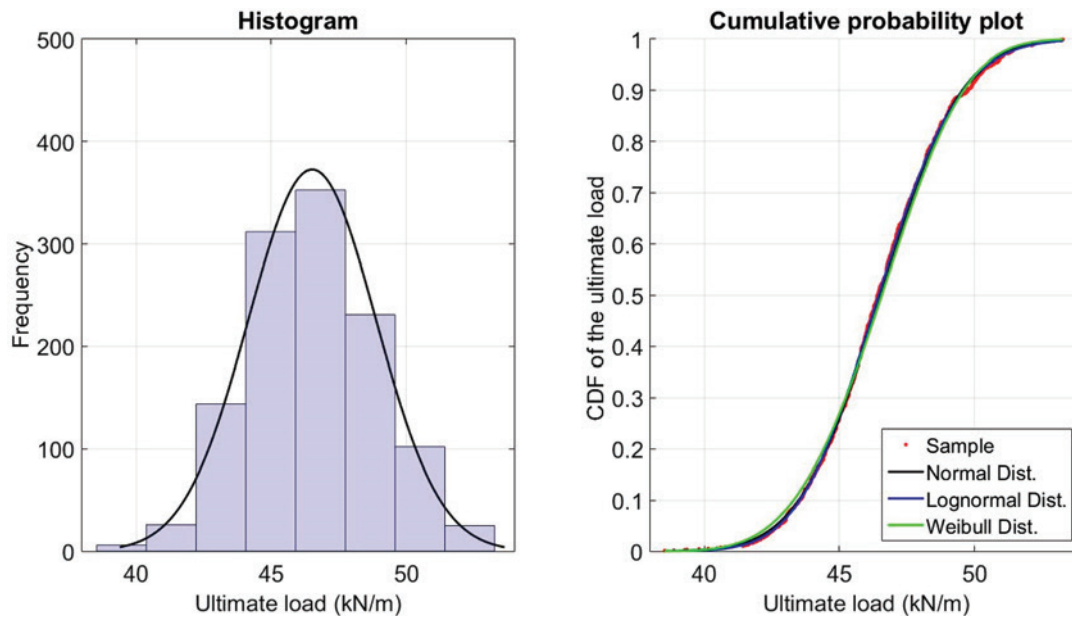 Histogram
500
400
300
200
100
0
Frequency
40
45
50
Ultimate load (kN/m)
Cumulative probability plot
1
0.9
0.8
0.7
0.6
0.5
0.4
0.3
0.2
0.1
0
CDF of the ultimate load
40
45
50
Ultimate load (kN/m)
Sample
Normal Dist.
Lognormal Dist.
Weibull Dist.